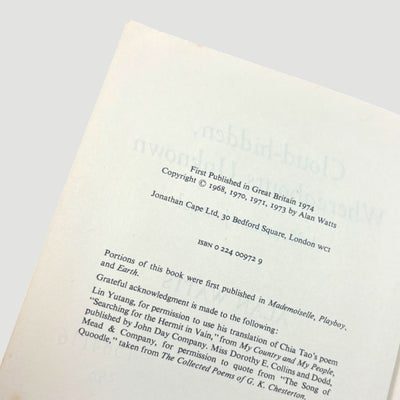 First Published in Great Britain 1974
Copyright © 1968, 1970, 1971, 1973 by Alan Watts
Jonathan Cape Ltd, 30 Bedford Square, London WC1
ISBN 0 224 00972 9
Portions of this book were first published in Mademoiselle, Playboy,
and Earth.
Grateful acknowledgment is made to the following:
Lin Yutang, for permission to use his translation of Chia Tao's poem
"Searching for the Hermit in Vain," from My Country and My People,
published by John Day Company. Miss Dorothy E. Collins and Dodd,
Mead & Company, for permission to quote from "The Song of
Quoodle," taken from The Collected Poems of G. K. Chesterton.
Cloud-hidden,
Whereabouts Unknown